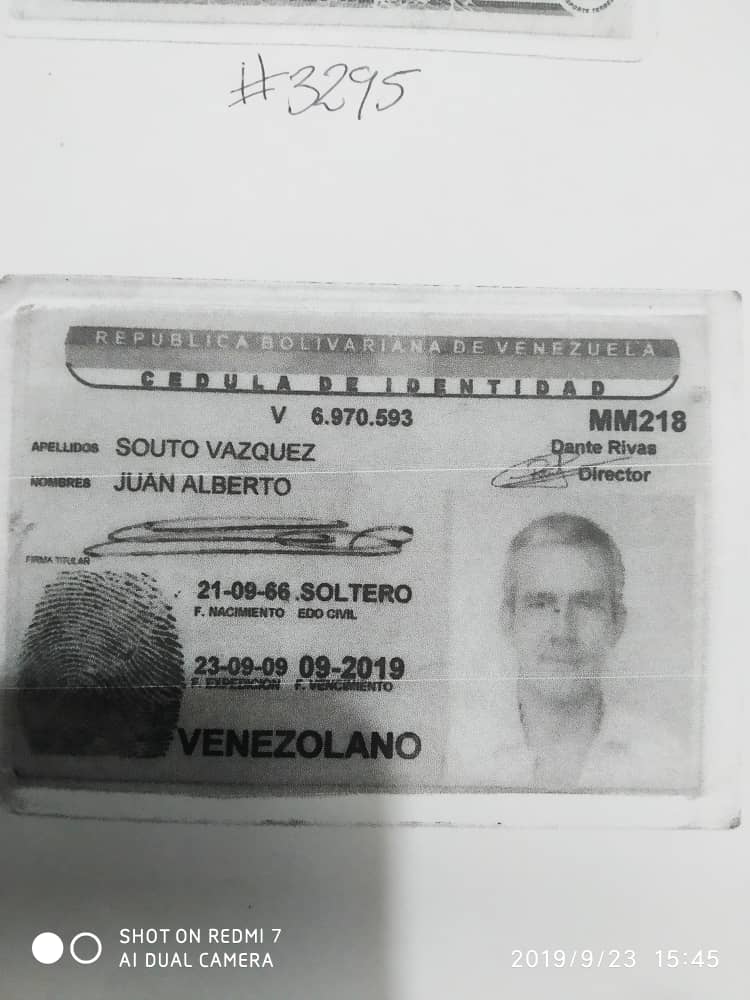 #3295
REPUBLICA BOLIVARIANA DE VENEZUELA
CEDULA DE IDENTIDAD
V 6.970.593
MM218
APELLIDOS SOUTO VAZQUEZ
Dante Rivas
Director
NOMBRES JUAN ALBERTO
FIRMA TITULAR
21-09-66 SOLTERO
F. NACIMIENTO EDO CIVIL
23-09-09 09-2019
F. EXPEDICION F. VENCIMIENTO
VENEZOLANO
SHOT ON REDMI 7
AI DUAL CAMERA
2019/9/23 15:45